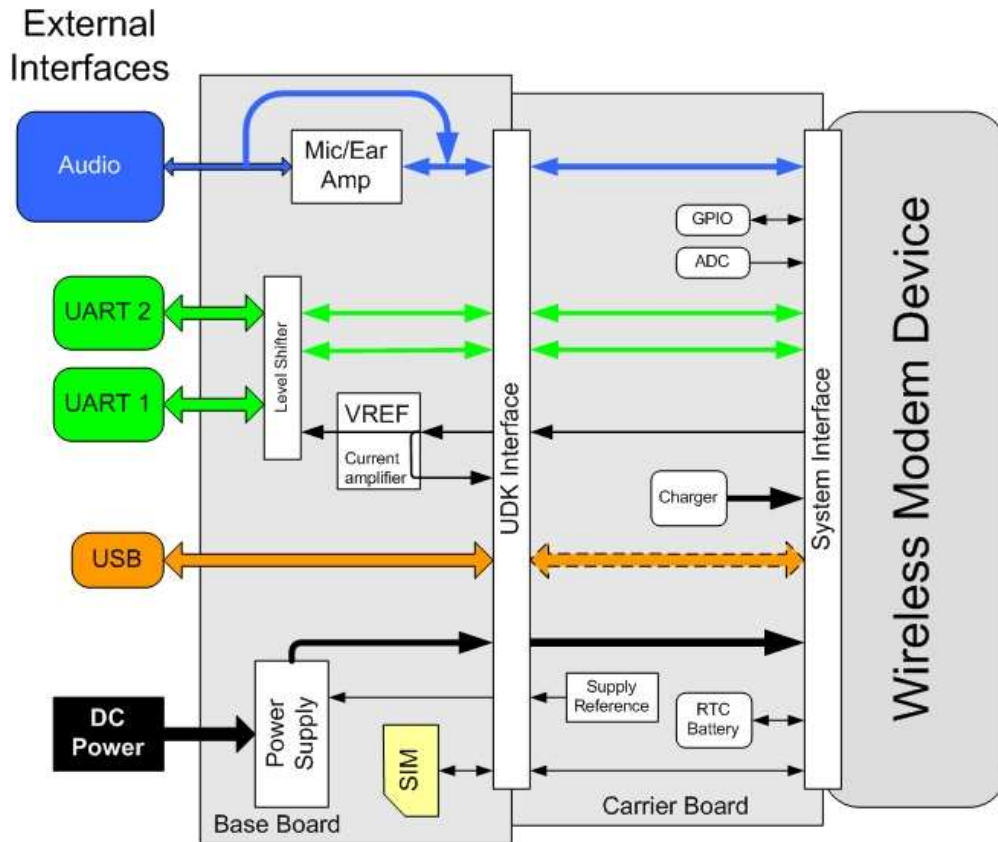 External
Interfaces
Audio
Mic/Ear
Amp
GPIO
ADC
UART 2
UART 1
Level Shifter
VREF
Current
amplifier
UDK Interface
Charger
System Interface
Wireless Modem Device
USB
DC
Power
Power
Supply
SIM
Supply
Reference
RTC
Battery
Base Board
Carrier Board